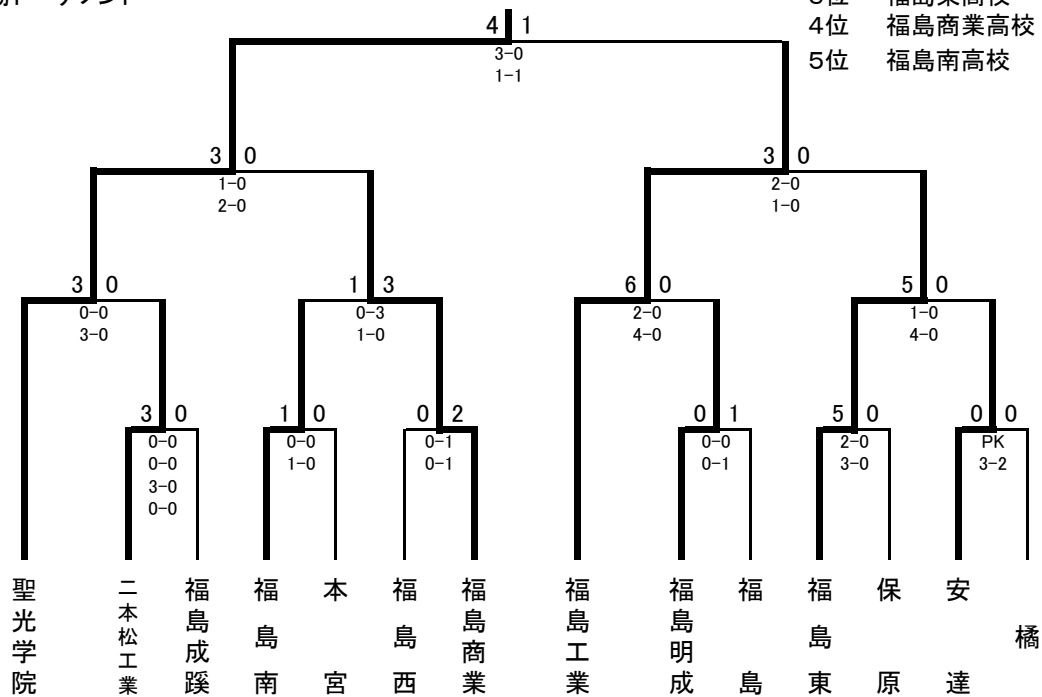 4位 福島商業高校
5位 福島南高校
4 1
3-0
1-1
3 0
1-0
2-0
3 0
2-0
1-0
3 0
0-0
3-0
1 3
0-3
1-0
6 0
2-0
4-0
5 0
1-0
4-0
3 0
0-0
0-0
3-0
0-0
1 0
0-0
1-0
0 2
0-1
0-1
0 1
0-0
0-1
5 0
2-0
3-0
0 0
PK
3-2
聖光学院
二本松工業
福島成蹊
福島南
本宮
福島西
福島商業
福島工業
福島明成
福島
福島東
保原
安達
橘